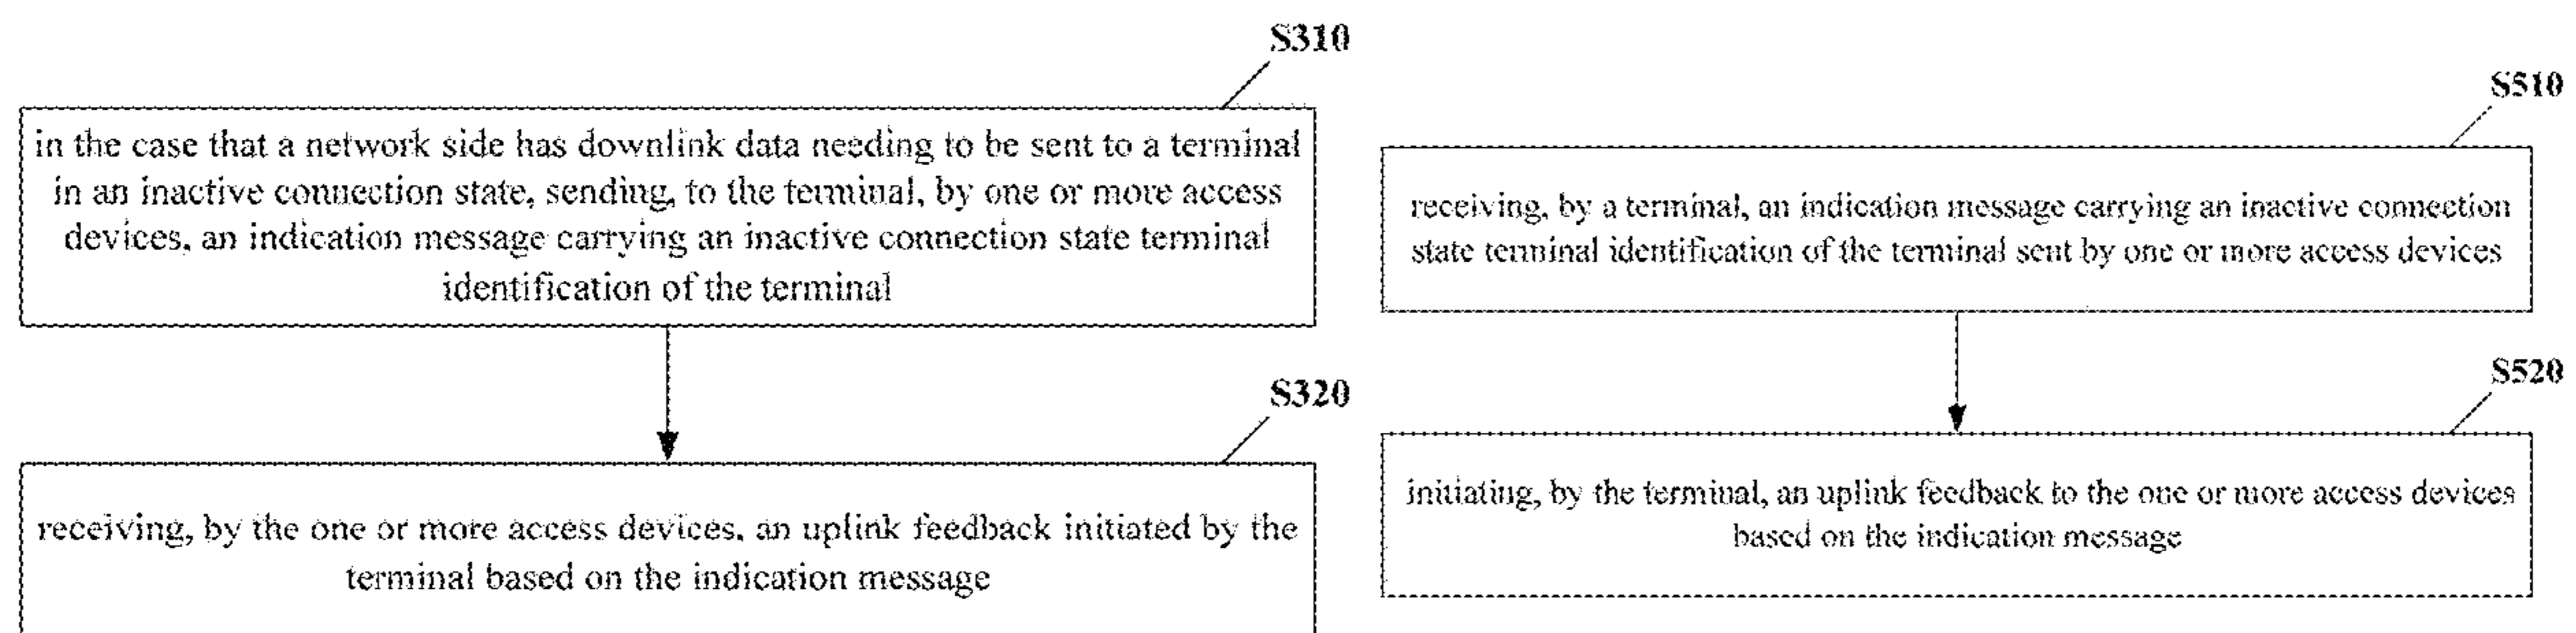 S310
in the case that a network side has downlink data needing to be sent to a terminal
in an inactive connection state, sending, to the terminal, by one or more access
devices, an indication message carrying an inactive connection state terminal
identification of the terminal
S320
receiving, by the one or more access devices, an uplink feedback initiated by the
terminal based on the indication message
S510
receiving, by a terminal, an indication message carrying an inactive connection
state terminal identification of the terminal sent by one or more access devices
S520
initiating, by the terminal, an uplink feedback to the one or more access devices
based on the indication message